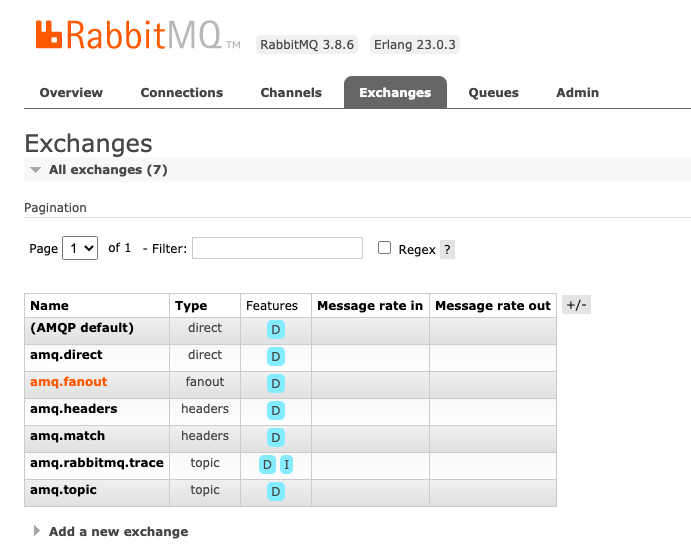 RabbitMQ TM RabbitMQ 3.8.6 Erlang 23.0.3
Overview Connections Channels Exchanges Queues Admin
Exchanges
All exchanges (7)
Pagination
Page 1 of 1 - Filter: Regex ?
Name Type Features Message rate in Message rate out +/-
(AMQP default) direct D
amq.direct direct D
amq.fanout fanout D
amq.headers headers D
amq.match headers D
amq.rabbitmq.trace topic D I
amq.topic topic D
Add a new exchange